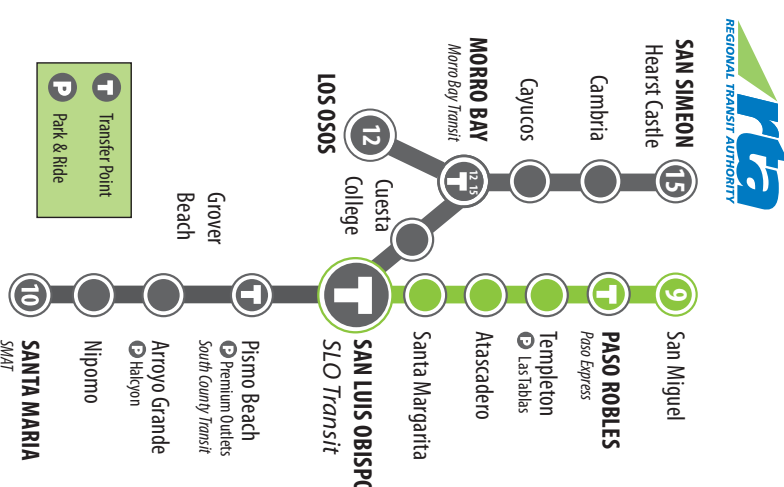 rta
REGIONAL TRANSIT AUTHORITY
SAN SIMEON
Hearst Castle
15
Cambria
Cayucos
MORRO BAY
Morro Bay Transit
12, 15
T
LOS OSOS
12
Cuesta
College
9
San Miguel
T
PASO ROBLES
Paso Express
Templeton
P Las Tablas
Atascadero
Santa Margarita
T
SAN LUIS OBISPO
SLO Transit
Grover
Beach
T
Pismo Beach
P Premium Outlets
South County Transit
Arroyo Grande
P Halcyon
Nipomo
10
SANTA MARIA
SMAT
T Transfer Point
P Park & Ride